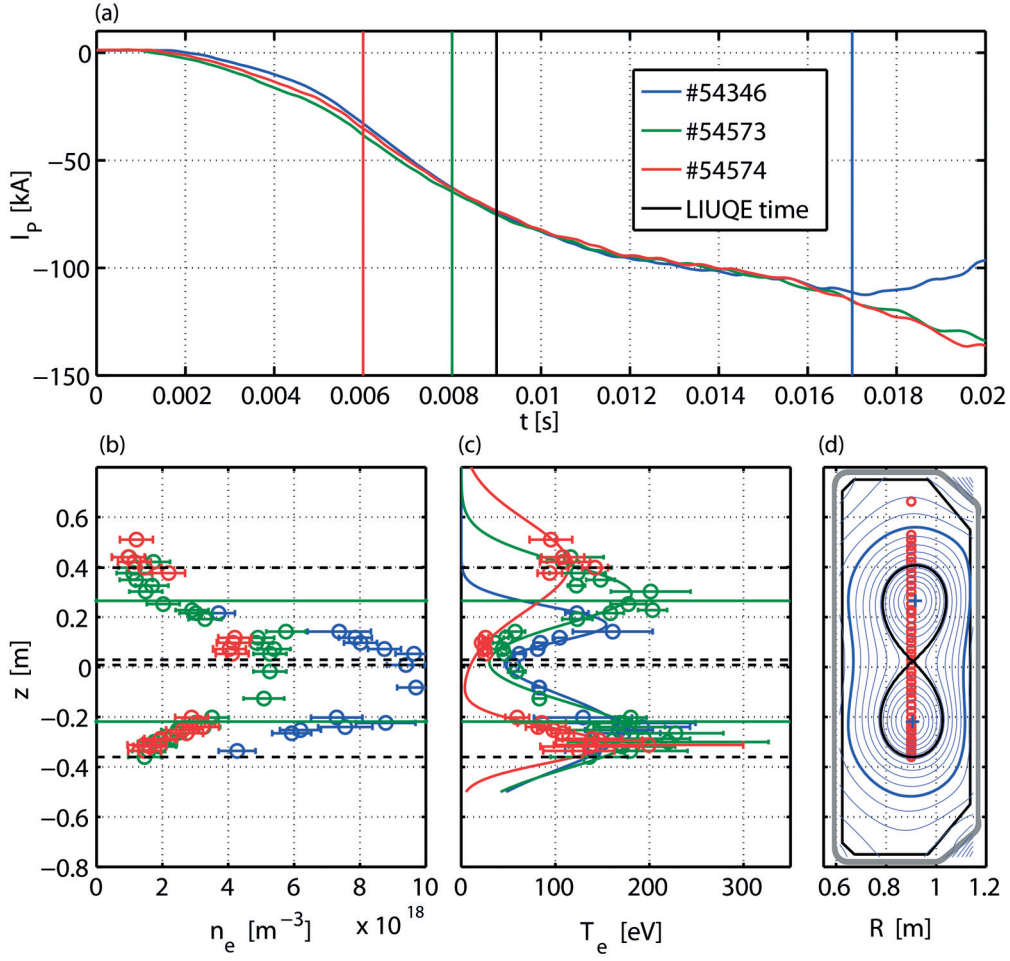 (a)
0
−50
−100
−150
I_P [kA]
#54346
#54573
#54574
LIUQE time
0 0.002 0.004 0.006 0.008 0.01 0.012 0.014 0.016 0.018 0.02
t [s]
(b) (c) (d)
0.6
0.4
0.2
0
−0.2
−0.4
−0.6
−0.8
z [m]
0 2 4 6 8 10
x 10^18
n_e [m^−3]
0 100 200 300
T_e [eV]
0.6 0.8 1 1.2
R [m]